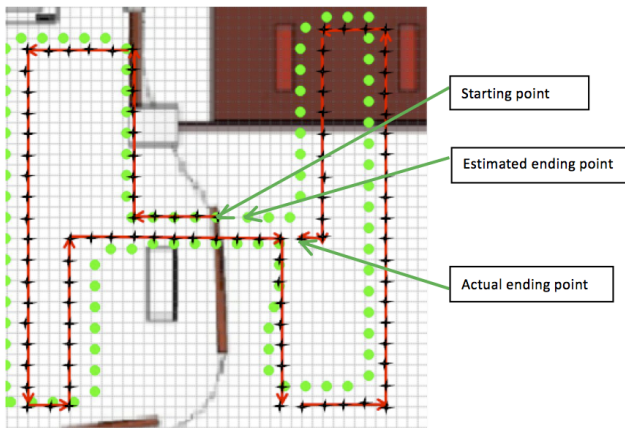 Starting point
Estimated ending point
Actual ending point